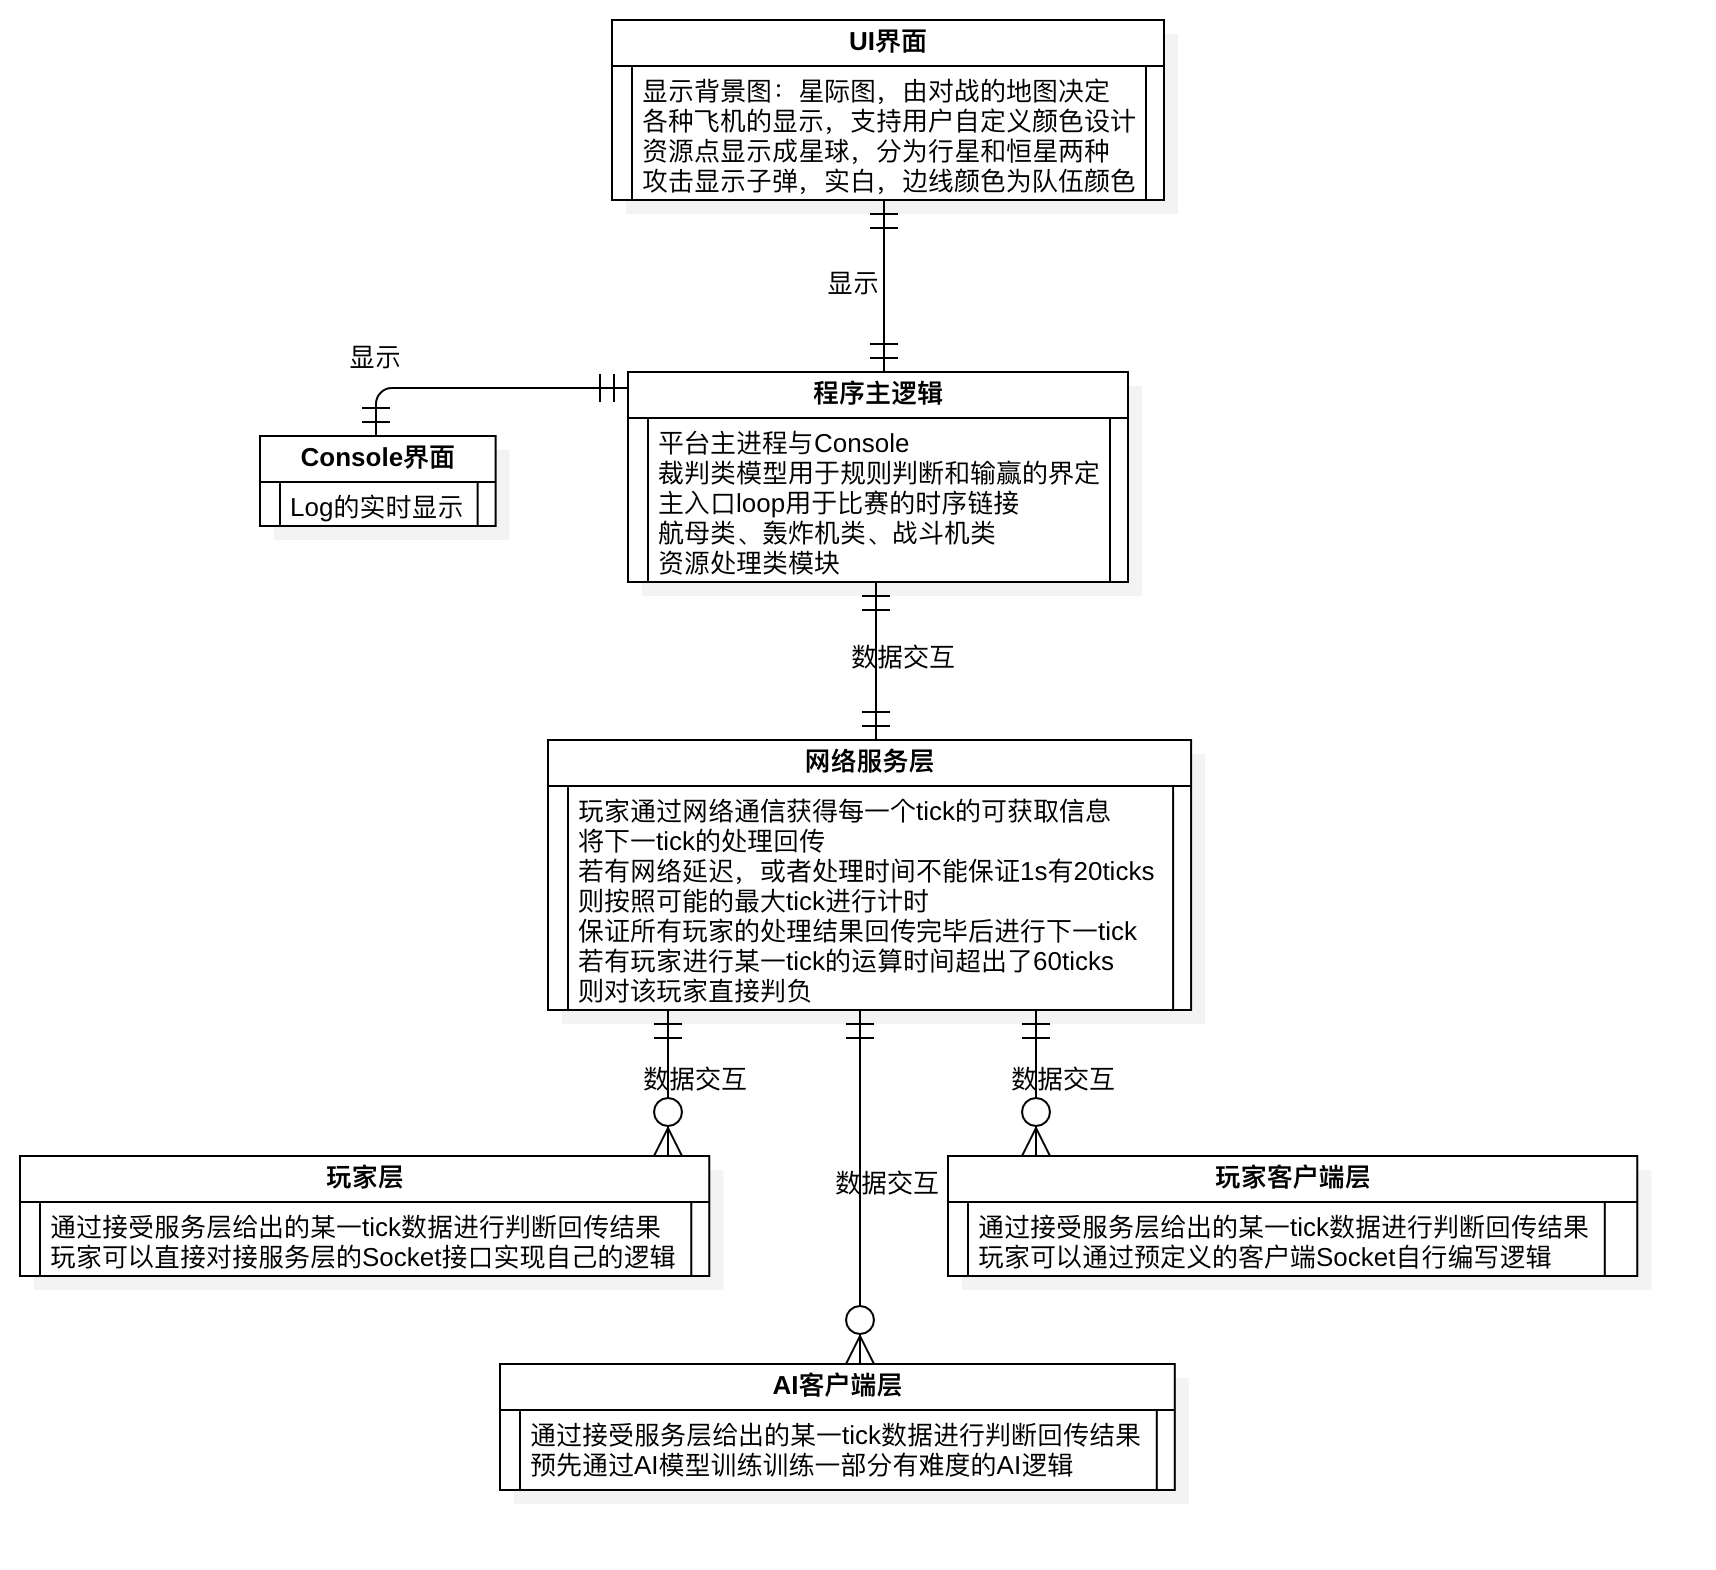 UI界面
显示背景图：星际图，由对战的地图决定
各种飞机的显示，支持用户自定义颜色设计
资源点显示成星球，分为行星和恒星两种
攻击显示子弹，实白，边线颜色为队伍颜色
显示
显示
程序主逻辑
平台主进程与Console
裁判类模型用于规则判断和输赢的界定
主入口loop用于比赛的时序链接
航母类、轰炸机类、战斗机类
资源处理类模块
Console界面
Log的实时显示
数据交互
网络服务层
玩家通过网络通信获得每一个tick的可获取信息
将下一tick的处理回传
若有网络延迟，或者处理时间不能保证1s有20ticks
则按照可能的最大tick进行计时
保证所有玩家的处理结果回传完毕后进行下一tick
若有玩家进行某一tick的运算时间超出了60ticks
则对该玩家直接判负
数据交互
数据交互
数据交互
玩家层
通过接受服务层给出的某一tick数据进行判断回传结果
玩家可以直接对接服务层的Socket接口实现自己的逻辑
玩家客户端层
通过接受服务层给出的某一tick数据进行判断回传结果
玩家可以通过预定义的客户端Socket自行编写逻辑
AI客户端层
通过接受服务层给出的某一tick数据进行判断回传结果
预先通过AI模型训练训练一部分有难度的AI逻辑